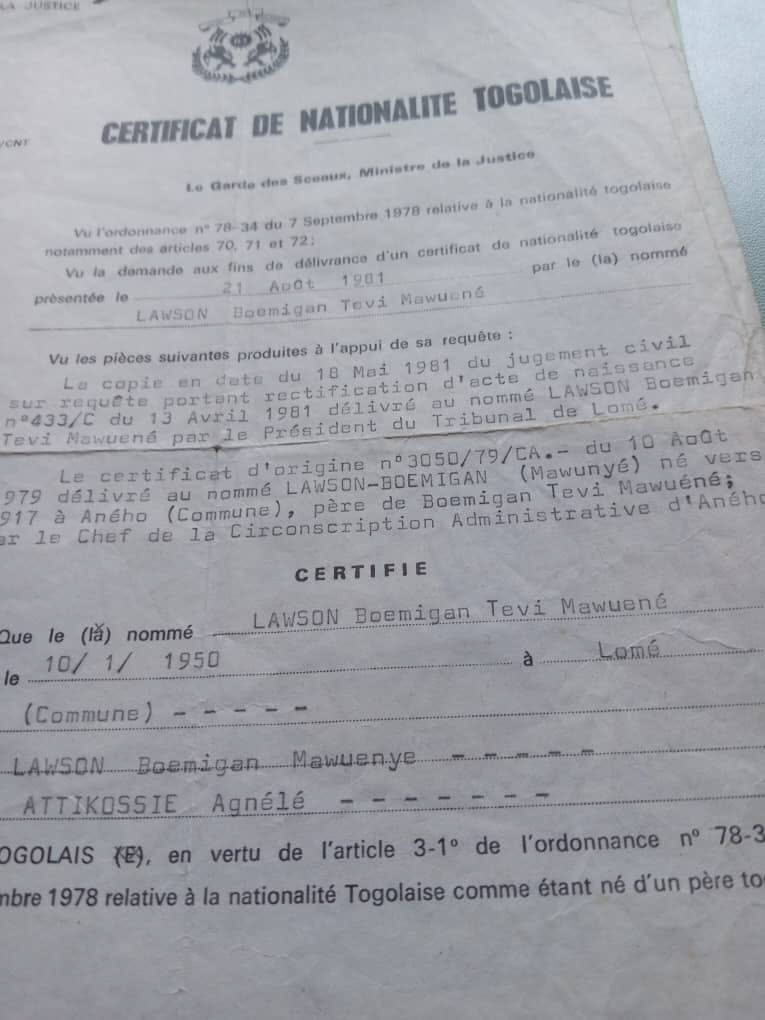 LA JUSTICE
/CNT
CERTIFICAT DE NATIONALITE TOGOLAISE
Le Garde des Sceaux, Ministre de la Justice
Vu l'ordonnance n° 78-34 du 7 Septembre 1978 relative à la nationalité togolaise
notamment des articles 70, 71 et 72;
Vu la demande aux fins de délivrance d'un certificat de nationalité togolaise
présentée le 21 Août 1981 par le (la) nommé
LAWSON Boemigan Tevi Mawuené
Vu les pièces suivantes produites à l'appui de sa requête :
La copie en date du 18 Mai 1981 du jugement civil
sur requête portant rectification d'acte de naissance
n°433/C du 13 Avril 1981 délivré au nommé LAWSON Boemigan
Tevi Mawuené par le Président du Tribunal de Lomé.
Le certificat d'origine n°3050/79/CA.- du 10 Août
979 délivré au nommé LAWSON-BOEMIGAN (Mawunyé) né vers
917 à Aného (Commune), père de Boemigan Tevi Mawuéné;
ar le Chef de la Circonscription Administrative d'Aného
CERTIFIE
Que le (la) nommé LAWSON Boemigan Tevi Mawuené
le 10/ 1/ 1950 à Lomé
(Commune) - - - - -
LAWSON Boemigan Mawuenye - - - - -
ATTIKOSSIE Agnélé - - - - - - -
OGOLAIS (E), en vertu de l'article 3-1° de l'ordonnance n° 78-3
mbre 1978 relative à la nationalité Togolaise comme étant né d'un père to